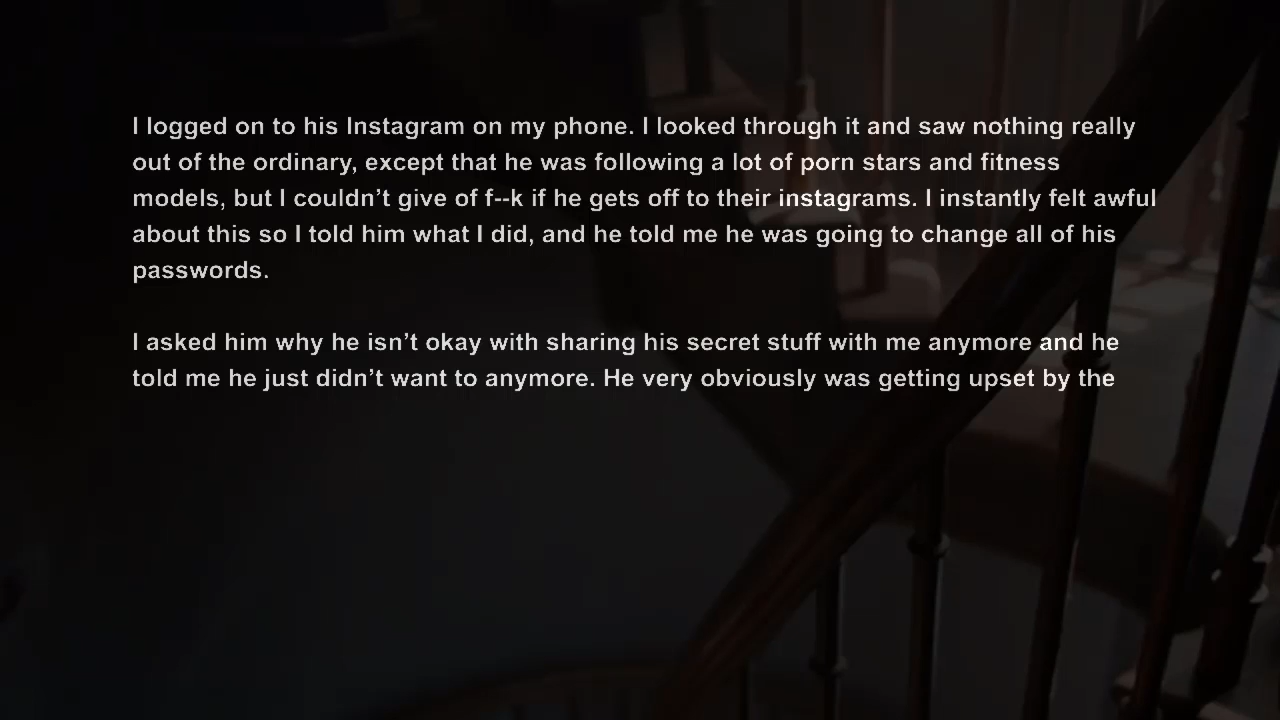 I logged on to his Instagram on my phone. I looked through it and saw nothing really
out of the ordinary, except that he was following a lot of porn stars and fitness
models, but I couldn’t give of f--k if he gets off to their instagrams. I instantly felt awful
about this so I told him what I did, and he told me he was going to change all of his
passwords.
I asked him why he isn’t okay with sharing his secret stuff with me anymore and he
told me he just didn’t want to anymore. He very obviously was getting upset by the